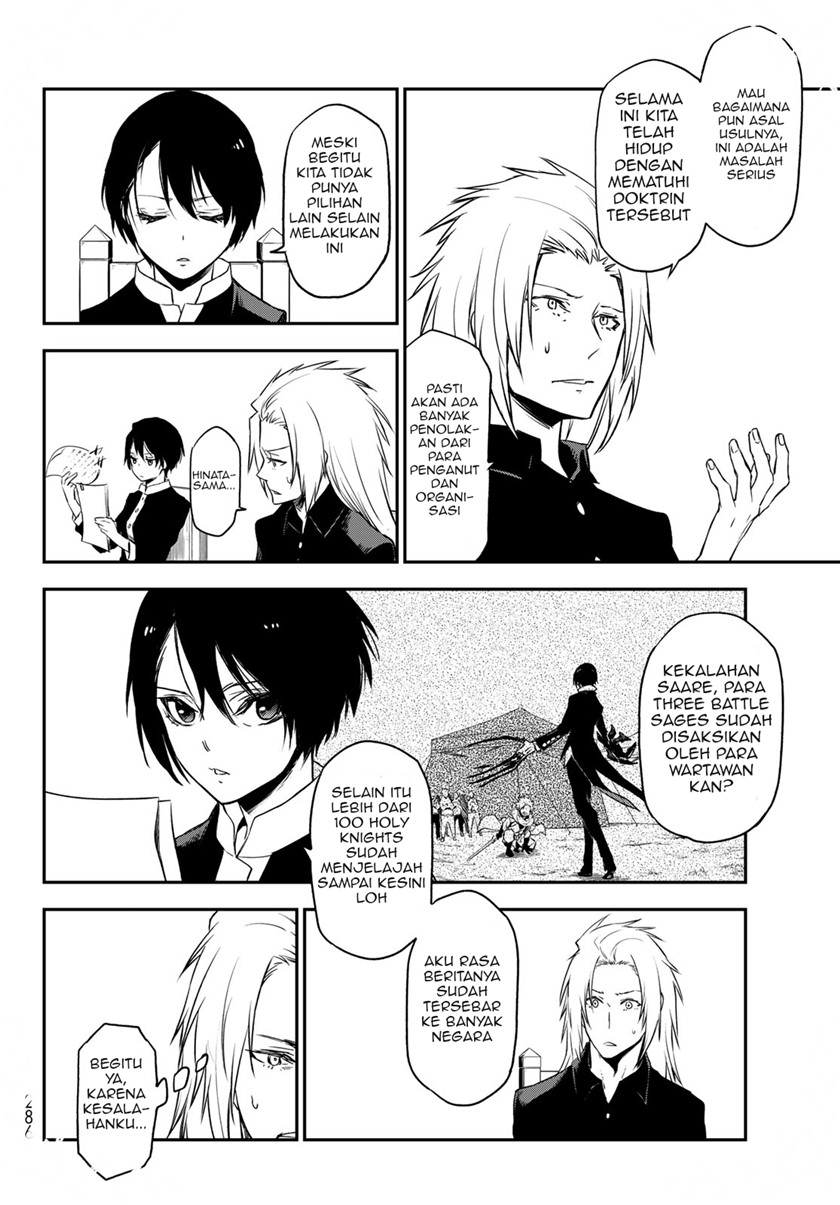 MAU
BAGAIMANA
PUN ASAL
USULNYA,
INI ADALAH
MASALAH
SERIUS
SELAMA
INI KITA
TELAH
HIDUP
DENGAN
MEMATUHI
DOKTRIN
TERSEBUT
PASTI
AKAN ADA
BANYAK
PENOLAK-
AN DARI
PARA
PENGANUT
DAN
ORGANI-
SASI
MESKI
BEGITU
KITA TIDAK
PUNYA
PILIHAN
LAIN SELAIN
MELAKUKAN
INI
HINATA-
SAMA...
KEKALAHAN
SAARE, PARA
THREE BATTLE
SAGES SUDAH
DISAKSIKAN
OLEH PARA
WARTAWAN
KAN?
SELAIN ITU
LEBIH DARI
100 HOLY
KNIGHTS
SUDAH
MENJELAJAH
SAMPAI KESINI
LOH
AKU RASA
BERITANYA
SUDAH
TERSEBAR
KE BANYAK
NEGARA
BEGITU
YA,
KARENA
KESALA-
HANKU...